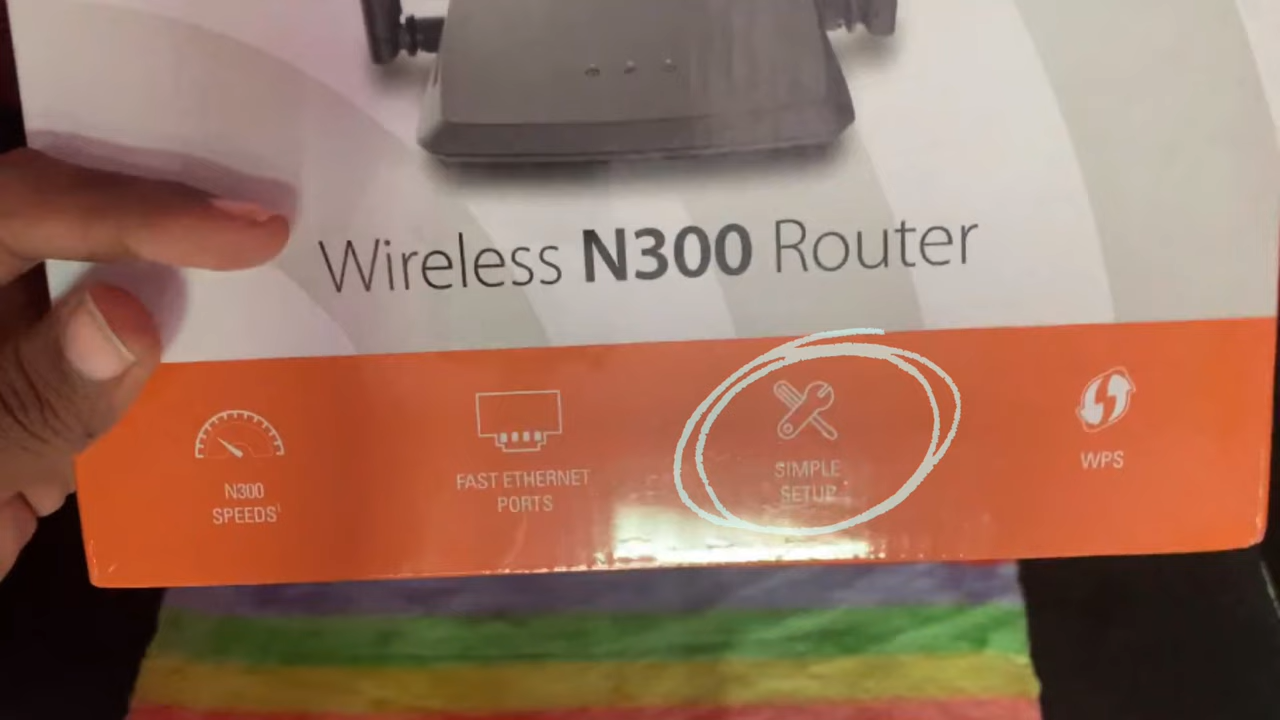 Wireless N300 Router
N300
SPEEDS¹
FAST ETHERNET
PORTS
SIMPLE
SETUP
WPS